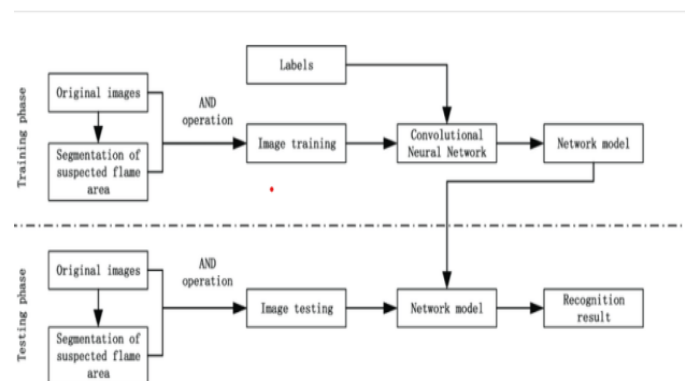 Training phase
Labels
Original images
AND
operation
Segmentation of
suspected flame
area
Image training
Convolutional
Neural Network
Network model
Testing phase
Original images
AND
operation
Segmentation of
suspected flame
area
Image testing
Network model
Recognition
result